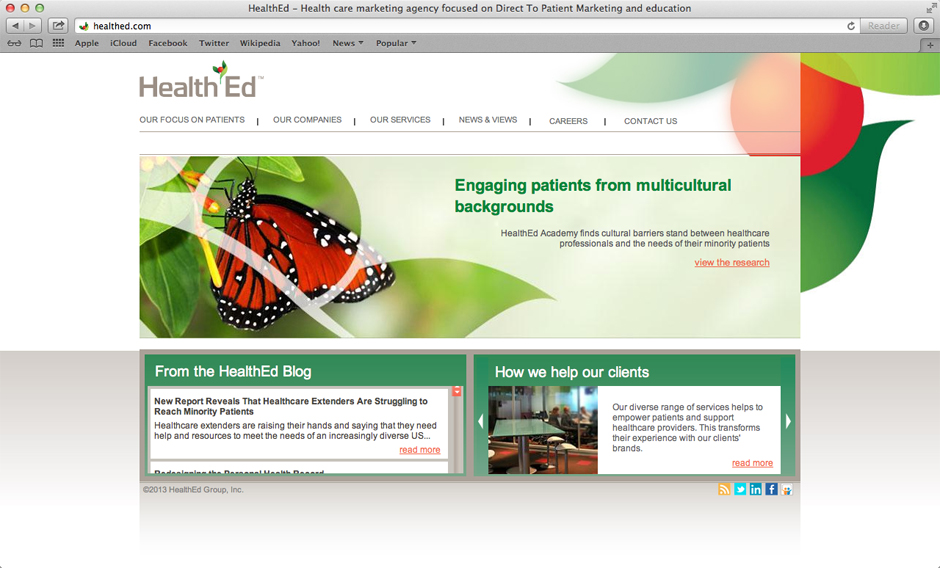 HealthEd – Health care marketing agency focused on Direct To Patient Marketing and education
healthed.com
Reader
Apple iCloud Facebook Twitter Wikipedia Yahoo! News Popular
HealthEd™
OUR FOCUS ON PATIENTS | OUR COMPANIES | OUR SERVICES | NEWS & VIEWS | CAREERS | CONTACT US
Engaging patients from multicultural
backgrounds
HealthEd Academy finds cultural barriers stand between healthcare
professionals and the needs of their minority patients
view the research
From the HealthEd Blog
New Report Reveals That Healthcare Extenders Are Struggling to
Reach Minority Patients
Healthcare extenders are raising their hands and saying that they need
help and resources to meet the needs of an increasingly diverse US...
read more
Redesigning the Personal Health Record
How we help our clients
Our diverse range of services helps to
empower patients and support
healthcare providers. This transforms
their experience with our clients'
brands.
read more
©2013 HealthEd Group, Inc.